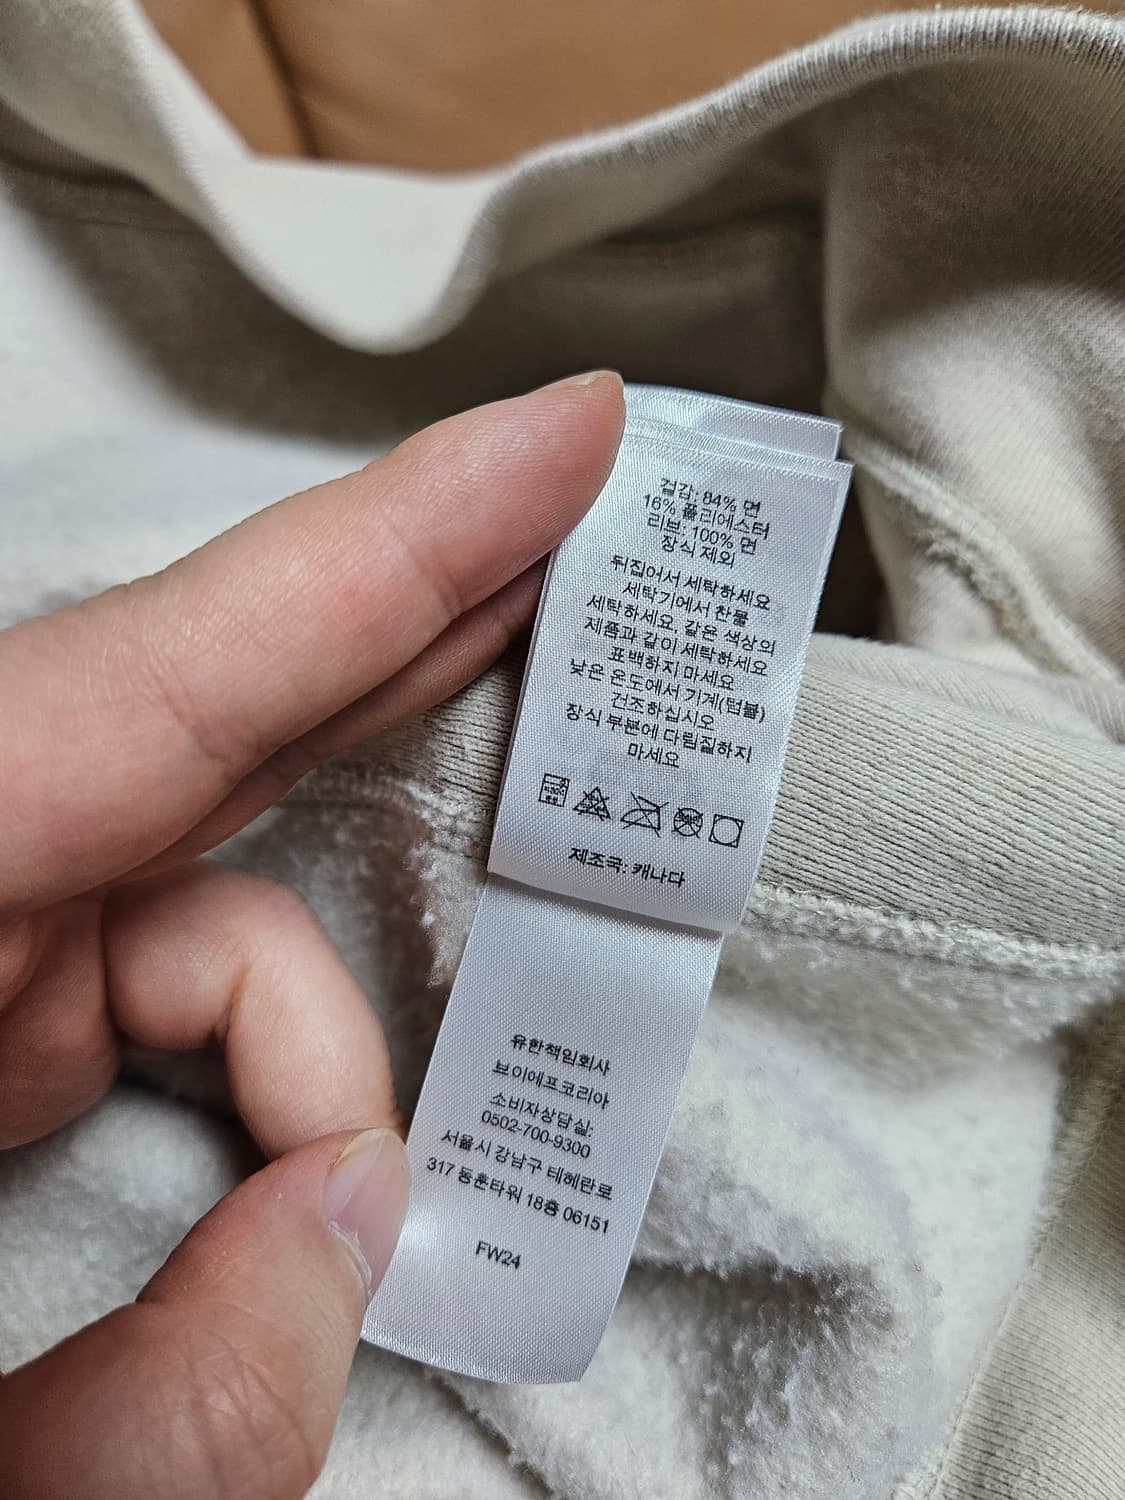 겉감: 84% 면
16% 폴리에스터
리브: 100% 면
장식 제외
뒤집어서 세탁하세요
세탁기에서 찬물
세탁하세요, 같은 색상의
제품과 같이 세탁하세요
표백하지 마세요
낮은 온도에서 기계(텀블)
건조하십시오
장식 부분에 다림질하지
마세요
제조국: 캐나다
유한책임회사
브이에프코리아
소비자상담실:
0502-700-9300
서울시 강남구 테헤란로
317 동훈타워 18층 06151
FW24